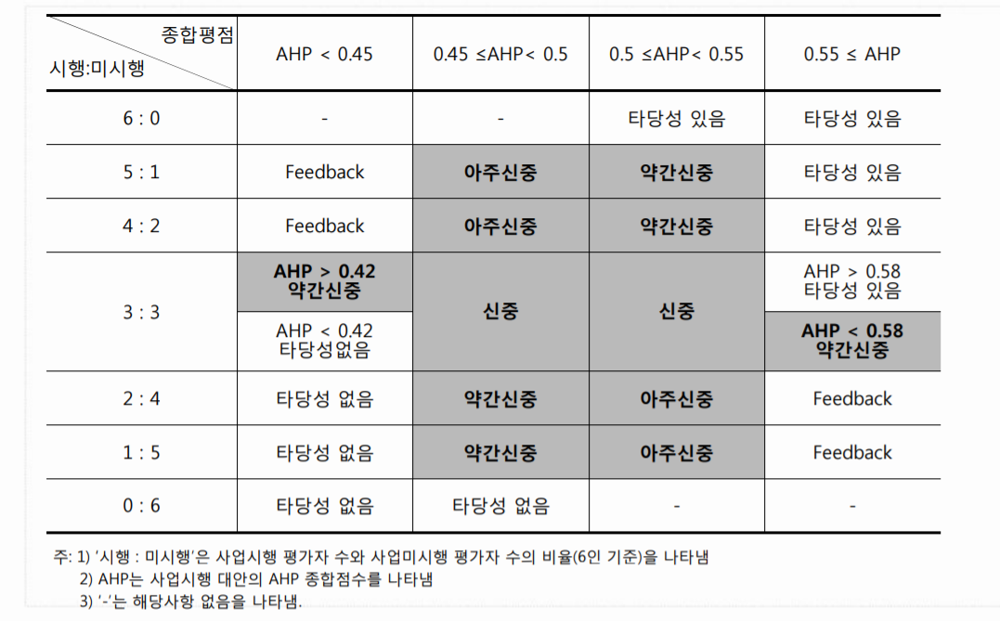 종합평점
시행:미시행
AHP < 0.45
0.45 ≤AHP< 0.5
0.5 ≤AHP< 0.55
0.55 ≤ AHP
6 : 0
-
-
타당성 있음
타당성 있음
5 : 1
Feedback
아주신중
약간신중
타당성 있음
4 : 2
Feedback
아주신중
약간신중
타당성 있음
3 : 3
AHP > 0.42
약간신중
AHP < 0.42
타당성없음
신중
신중
AHP > 0.58
타당성 있음
AHP < 0.58
약간신중
2 : 4
타당성 없음
약간신중
아주신중
Feedback
1 : 5
타당성 없음
약간신중
아주신중
Feedback
0 : 6
타당성 없음
타당성 없음
-
-
주: 1) '시행 : 미시행'은 사업시행 평가자 수와 사업미시행 평가자 수의 비율(6인 기준)을 나타냄
2) AHP는 사업시행 대안의 AHP 종합점수를 나타냄
3) '-'는 해당사항 없음을 나타냄.